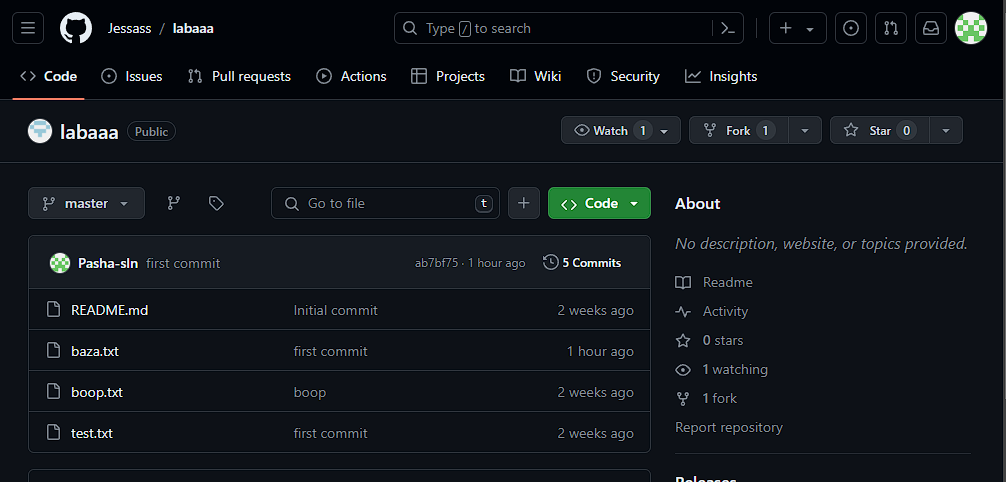 Jessass / labaaa Type / to search
Code Issues Pull requests Actions Projects Wiki Security Insights
labaaa Public Watch 1 Fork 1 Star 0
master Go to file t Code
About
No description, website, or topics provided.
Pasha-sln first commit ab7bf75 · 1 hour ago 5 Commits
README.md Initial commit 2 weeks ago
baza.txt first commit 1 hour ago
boop.txt boop 2 weeks ago
test.txt first commit 2 weeks ago
Readme
Activity
0 stars
1 watching
1 fork
Report repository
Releases